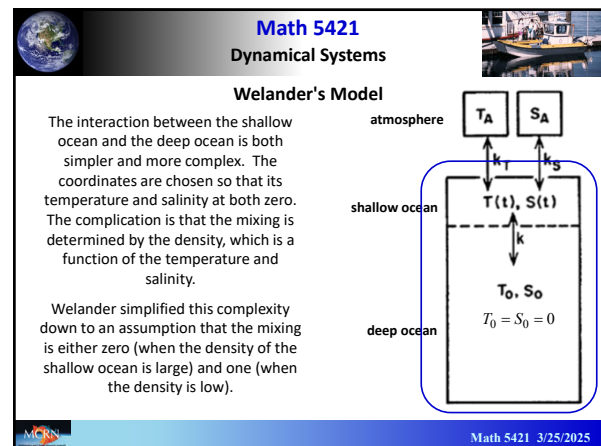 Math 5421
Dynamical Systems
Welander's Model
The interaction between the shallow
ocean and the deep ocean is both
simpler and more complex. The
coordinates are chosen so that its
temperature and salinity at both zero.
The complication is that the mixing is
determined by the density, which is a
function of the temperature and
salinity.
Welander simplified this complexity
down to an assumption that the mixing
is either zero (when the density of the
shallow ocean is large) and one (when
the density is low).
atmosphere
T_A
S_A
k_T
k_S
shallow ocean
T(t), S(t)
k
T_0, S_0
T_0 = S_0 = 0
deep ocean
MCRN
Math 5421 3/25/2025